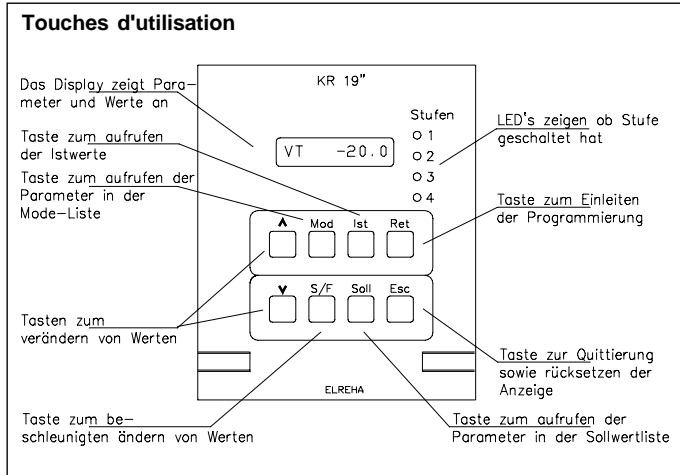 Touches d'utilisation
KR 19"
Das Display zeigt Para-
meter und Werte an
Stufen
1
2
3
4
LED's zeigen ob Stufe
geschaltet hat
VT -20.0
Taste zum aufrufen
der Istwerte
Taste zum aufrufen der
Parameter in der
Mode-Liste
Taste zum Einleiten
der Programmierung
∧ Mod Ist Ret
∨ S/F Soll Esc
Tasten zum
verändern von Werten
Taste zur Quittierung
sowie rücksetzen der
Anzeige
ELREHA
Taste zum be-
schleunigten ändern von Werten
Taste zum aufrufen der
Parameter in der Sollwertliste